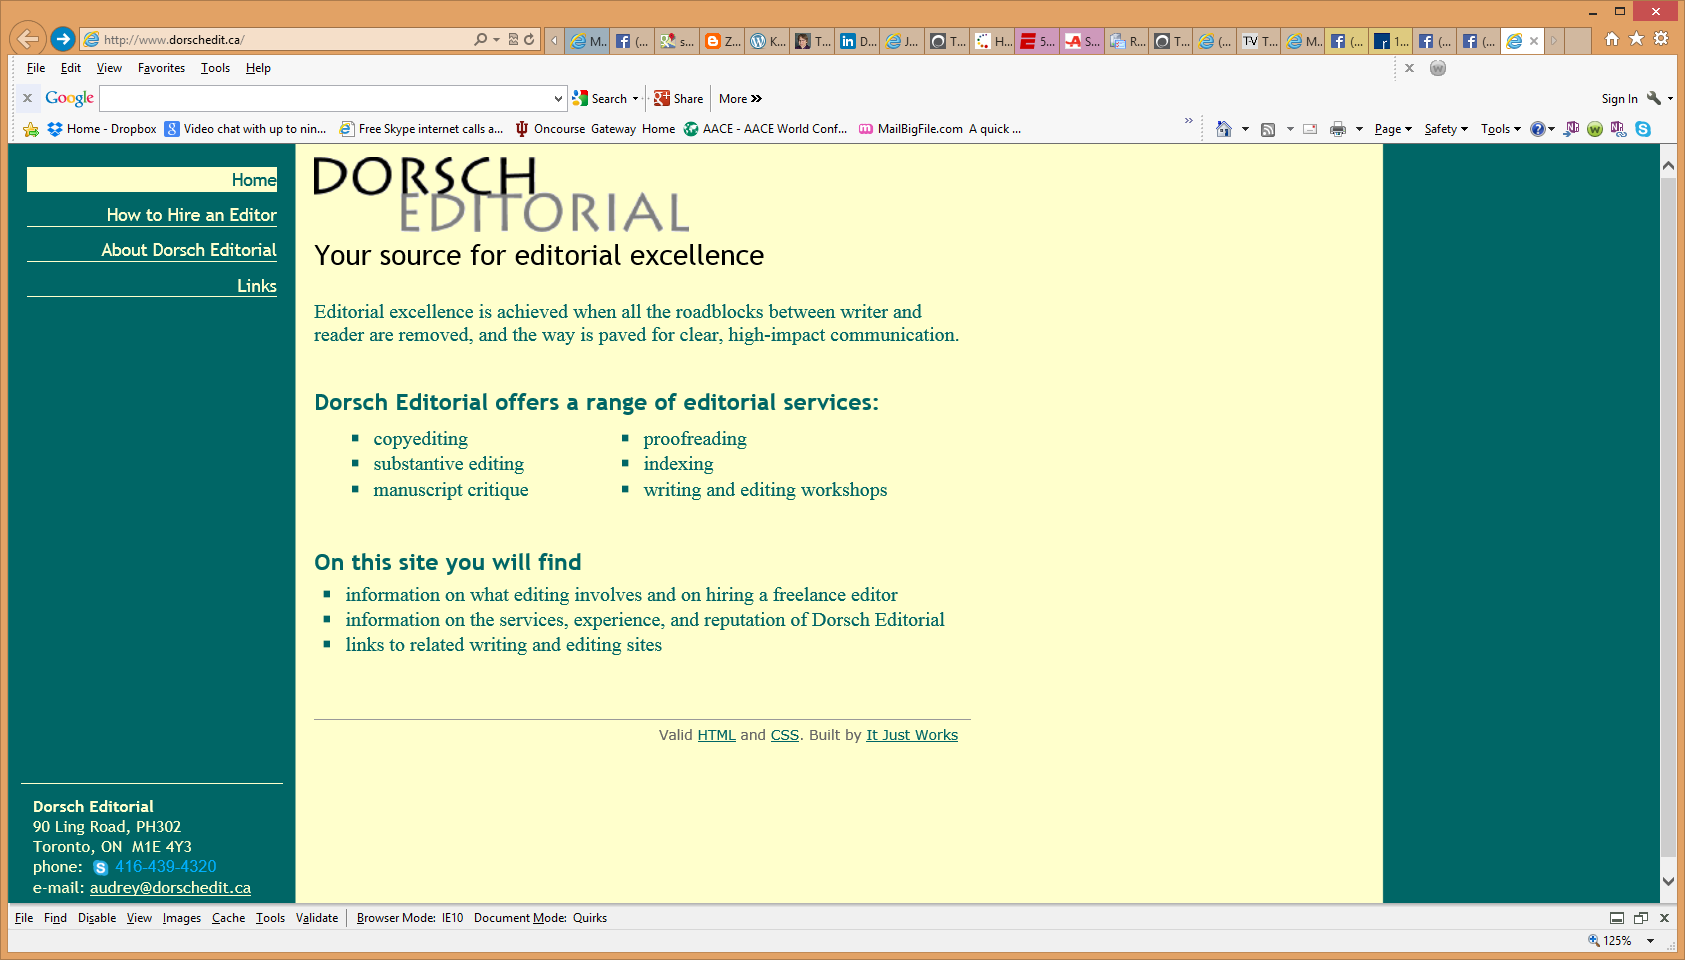 http://www.dorschedit.ca/
M... (... s... Z... K... T... D... J... T... H... 5... S... R... T... (... T... M... (... 1... (... (...
File Edit View Favorites Tools Help
Google Search Share More Sign In
Home - Dropbox Video chat with up to nin... Free Skype internet calls a... Oncourse Gateway Home AACE - AACE World Conf... MailBigFile.com A quick ... Page Safety Tools
Home
How to Hire an Editor
About Dorsch Editorial
Links
DORSCH
EDITORIAL
Your source for editorial excellence
Editorial excellence is achieved when all the roadblocks between writer and
reader are removed, and the way is paved for clear, high-impact communication.
Dorsch Editorial offers a range of editorial services:
copyediting
substantive editing
manuscript critique
proofreading
indexing
writing and editing workshops
On this site you will find
information on what editing involves and on hiring a freelance editor
information on the services, experience, and reputation of Dorsch Editorial
links to related writing and editing sites
Valid HTML and CSS. Built by It Just Works
Dorsch Editorial
90 Ling Road, PH302
Toronto, ON M1E 4Y3
phone: 416-439-4320
e-mail: audrey@dorschedit.ca
File Find Disable View Images Cache Tools Validate Browser Mode: IE10 Document Mode: Quirks
125%